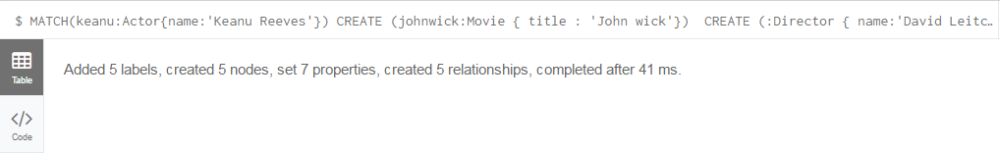 $ MATCH(keanu:Actor{name:'Keanu Reeves'}) CREATE (johnwick:Movie { title : 'John wick'})  CREATE (:Director { name:'David Leitc…
Table
Added 5 labels, created 5 nodes, set 7 properties, created 5 relationships, completed after 41 ms.
</> 
Code